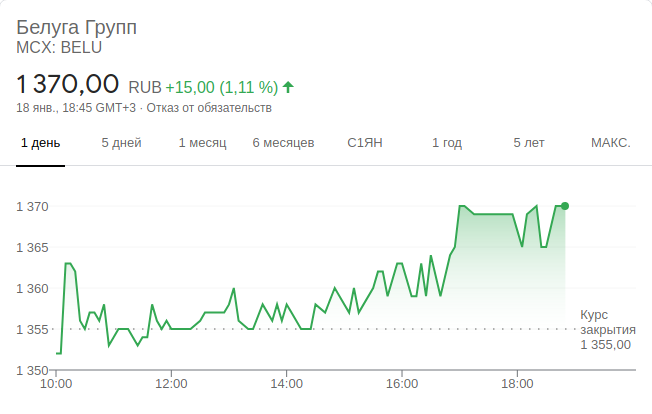 Белуга Групп
MCX: BELU
1 370,00 RUB +15,00 (1,11 %)
18 янв., 18:45 GMT+3 · Отказ от обязательств
1 день 5 дней 1 месяц 6 месяцев С1ЯН 1 год 5 лет МАКС.
1 370
1 365
1 360
1 355
1 350
Курс
закрытия
1 355,00
10:00 12:00 14:00 16:00 18:00